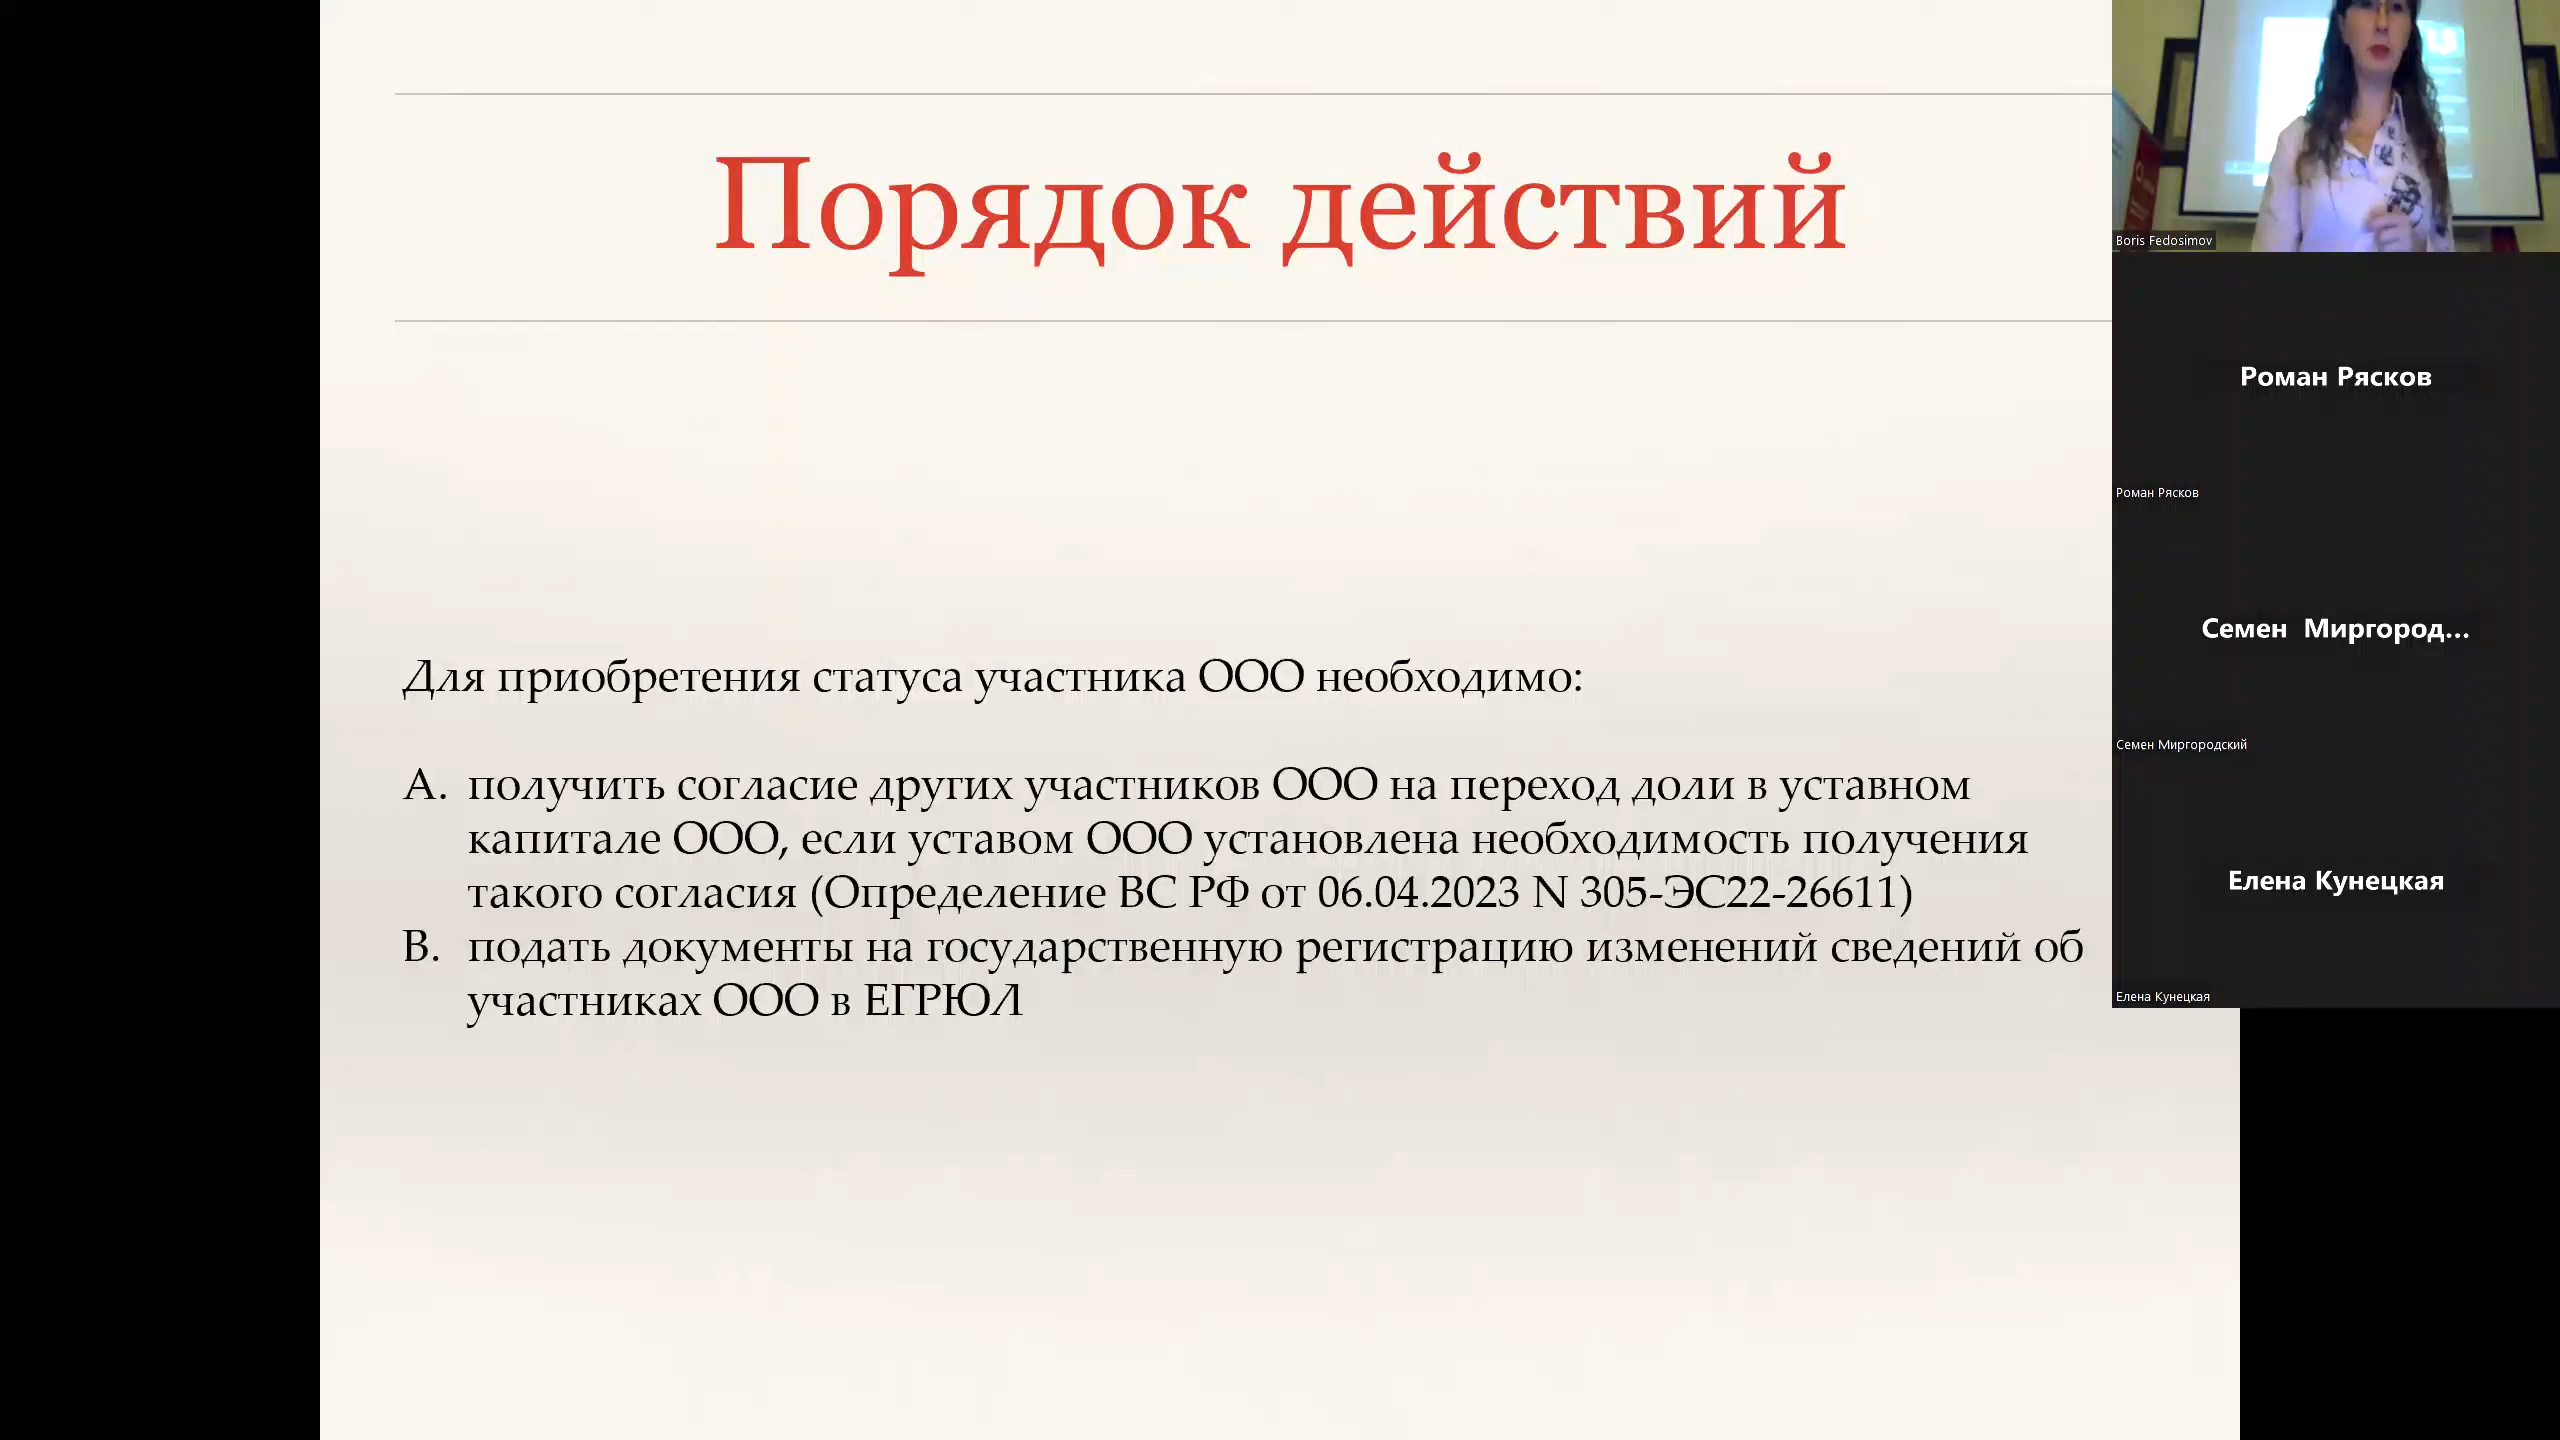 Порядок действий
Для приобретения статуса участника ООО необходимо:
A. получить согласие других участников ООО на переход доли в уставном
капитале ООО, если уставом ООО установлена необходимость получения
такого согласия (Определение ВС РФ от 06.04.2023 N 305-ЭС22-26611)
B. подать документы на государственную регистрацию изменений сведений об
участниках ООО в ЕГРЮЛ
Boris Fedosimov
Роман Рясков
Роман Рясков
Семен Миргород...
Семен Миргородский
Елена Кунецкая
Елена Кунецкая